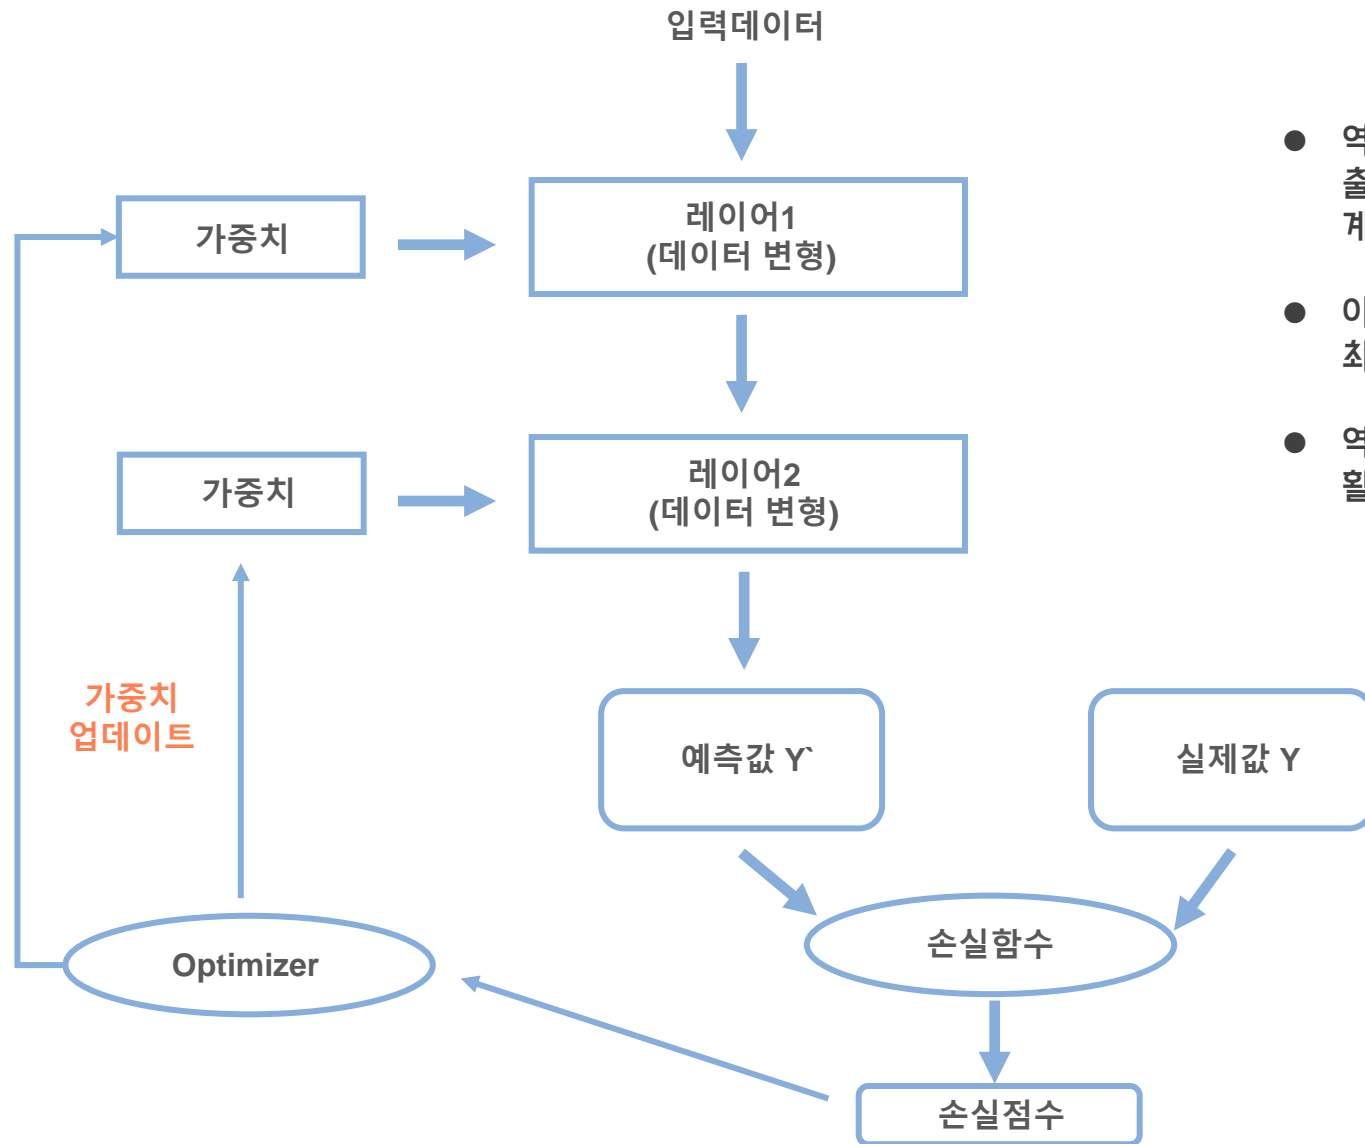 입력데이터
가중치
레이어1
(데이터 변형)
가중치
레이어2
(데이터 변형)
가중치
업데이트
예측값 Y`
실제값 Y
손실함수
Optimizer
손실점수